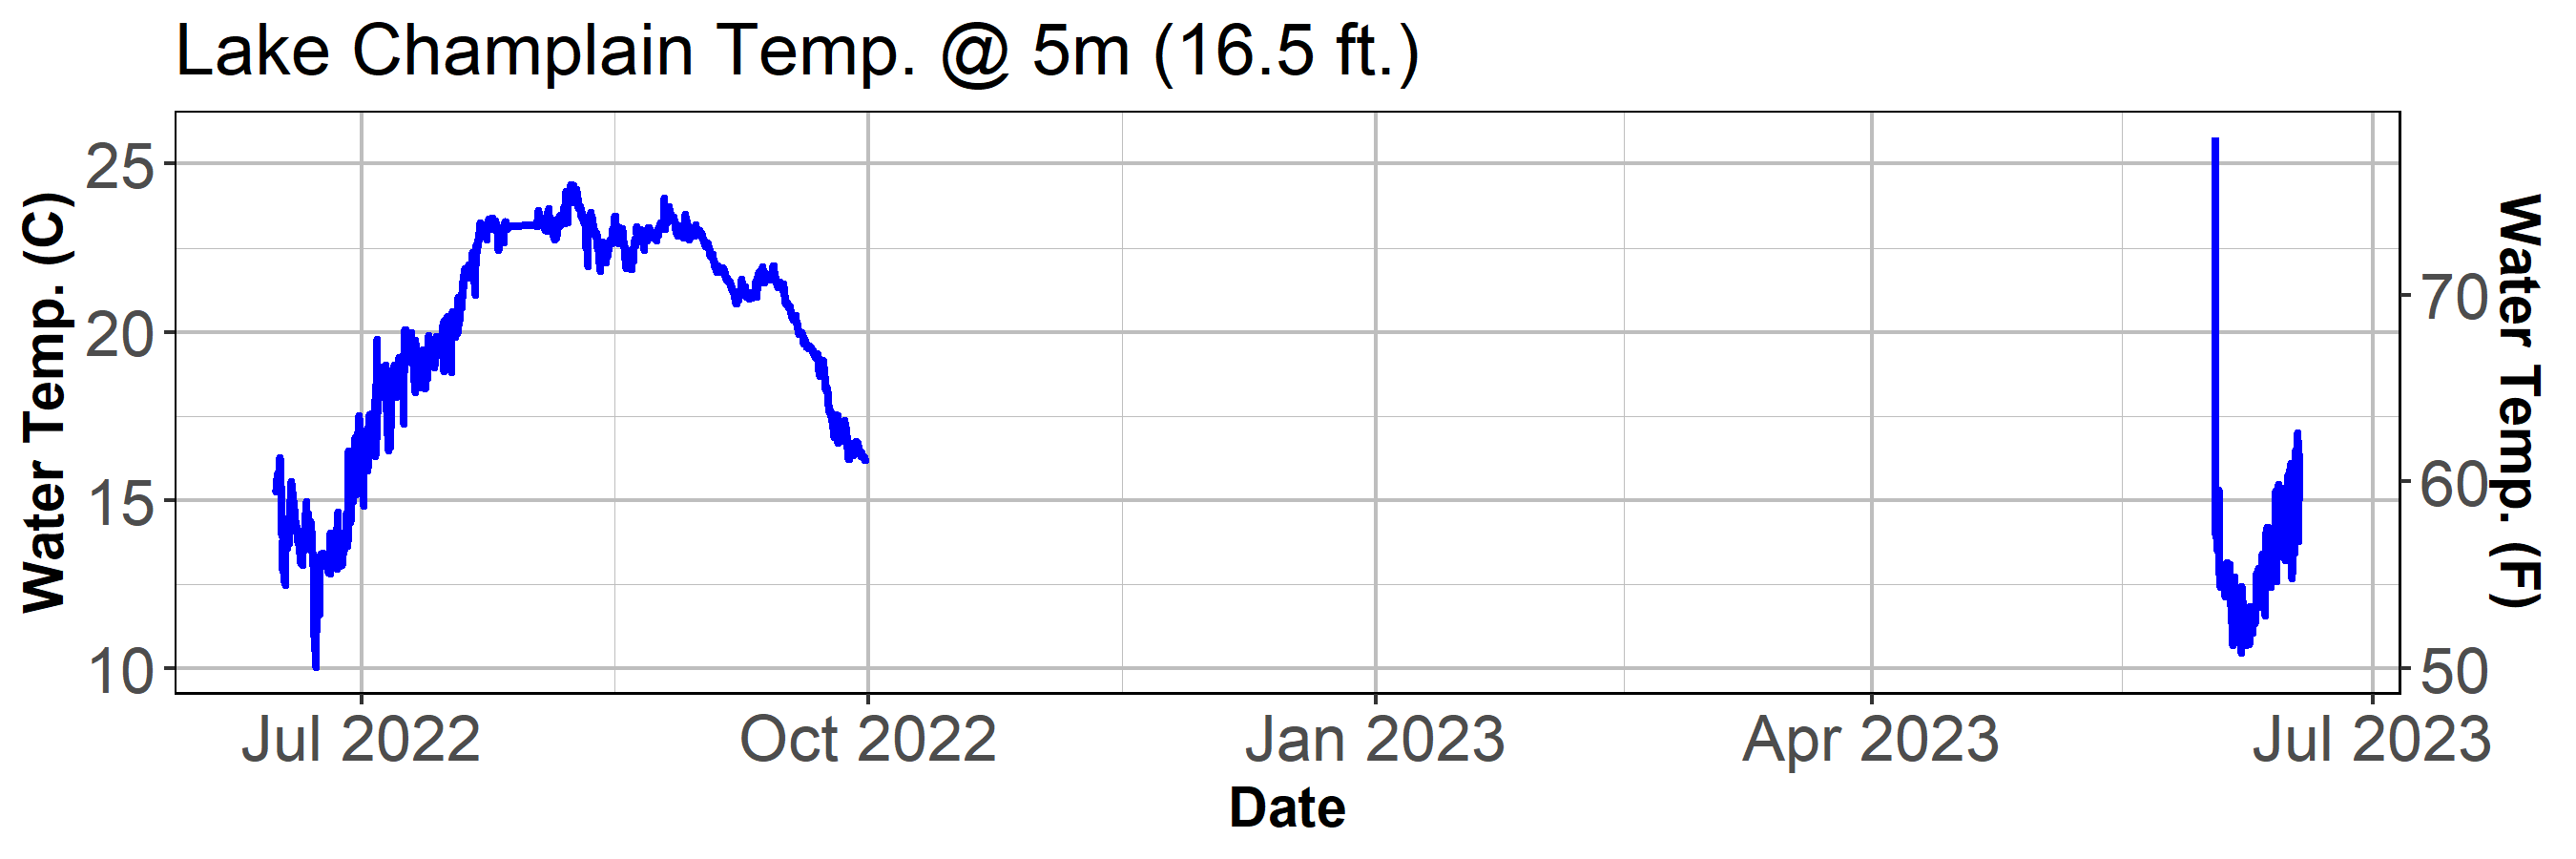 Lake Champlain Temp. @ 5m (16.5 ft.)
Water Temp. (C)
25
20
15
10
70
60
50
Water Temp. (F)
Jul 2022 Oct 2022 Jan 2023 Apr 2023 Jul 2023
Date